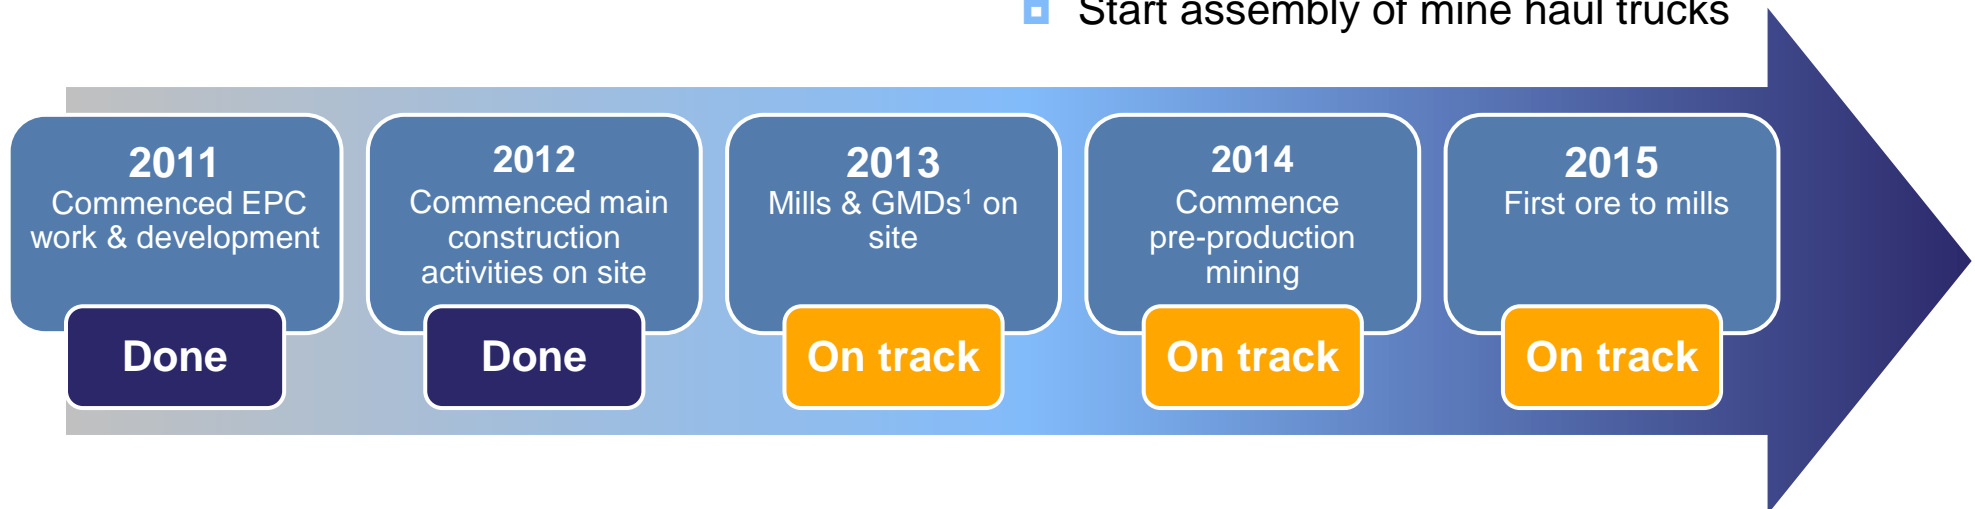 Start assembly of mine haul trucks
2011
Commenced EPC
work & development
Done
2012
Commenced main
construction
activities on site
Done
2013
Mills & GMDs¹ on
site
On track
2014
Commence
pre-production
mining
On track
2015
First ore to mills
On track